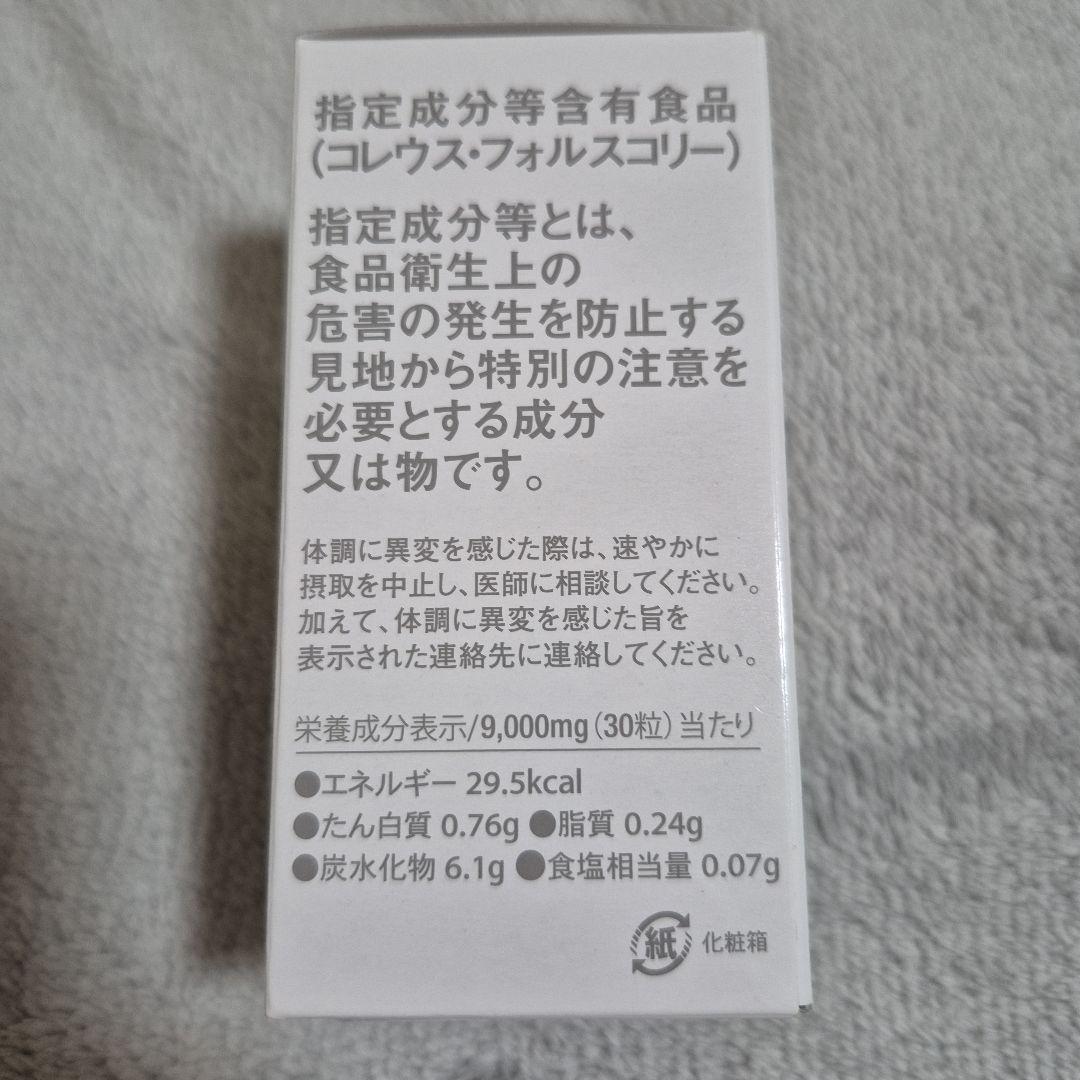 指定成分等含有食品
(コレウス・フォルスコリー)
指定成分等とは、
食品衛生上の
危害の発生を防止する
見地から特別の注意を
必要とする成分
又は物です。
体調に異変を感じた際は、速やかに
摂取を中止し、医師に相談してください。
加えて、体調に異変を感じた旨を
表示された連絡先に連絡してください。
栄養成分表示/9,000mg(30粒)当たり
●エネルギー 29.5kcal
●たん白質 0.76g ●脂質 0.24g
●炭水化物 6.1g ●食塩相当量 0.07g
紙 化粧箱